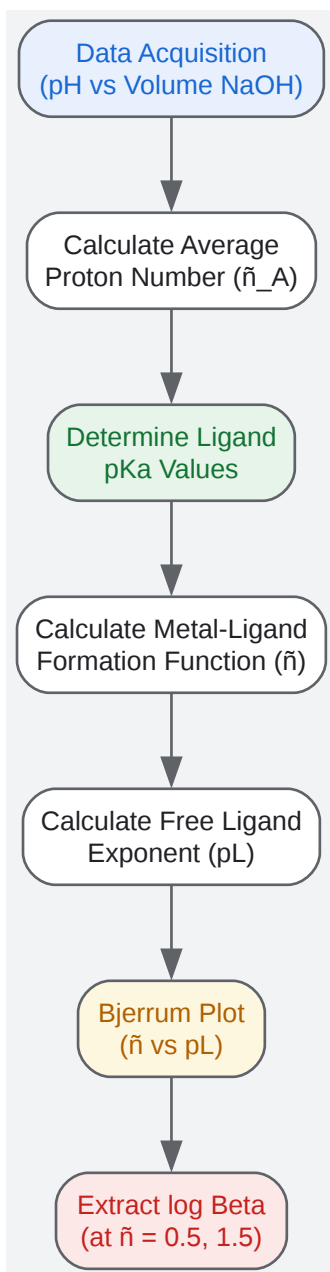 Data Acquisition
(pH vs Volume NaOH)
Calculate Average
Proton Number (ñ_A)
Determine Ligand
pKa Values
Calculate Metal-Ligand
Formation Function (ñ)
Calculate Free Ligand
Exponent (pL)
Bjerrum Plot
(ñ vs pL)
Extract log Beta
(at ñ = 0.5, 1.5)